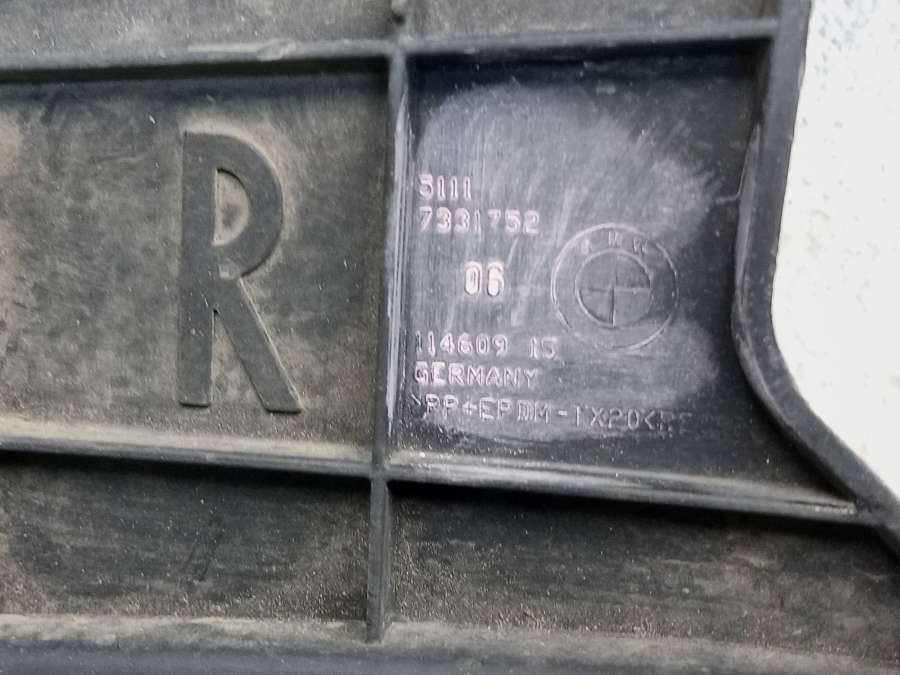 R
5111
7331752
06
BMW
114609 15
GERMANY
>PP+EPDM-TX20<